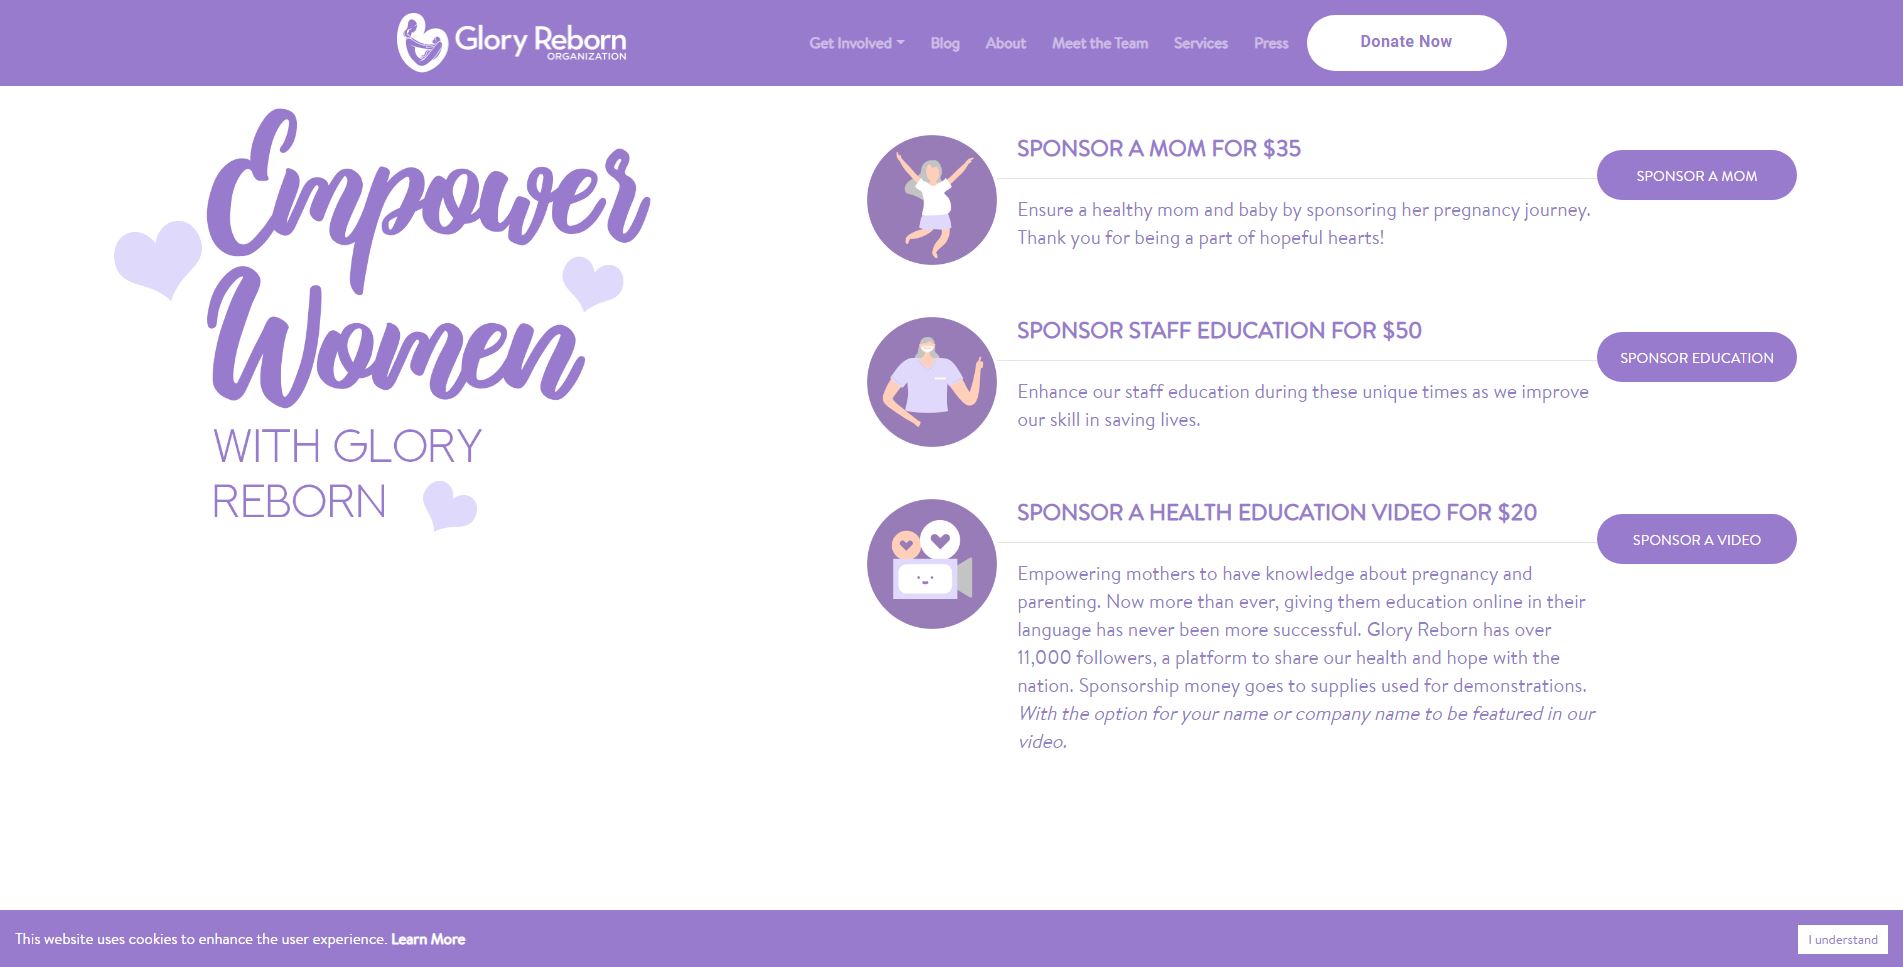 Glory Reborn
ORGANIZATION
Get Involved
Blog
About
Meet the Team
Services
Press
Donate Now
Empower
Women
WITH GLORY
REBORN
SPONSOR A MOM FOR $35
SPONSOR A MOM
Ensure a healthy mom and baby by sponsoring her pregnancy journey.
Thank you for being a part of hopeful hearts!
SPONSOR STAFF EDUCATION FOR $50
SPONSOR EDUCATION
Enhance our staff education during these unique times as we improve
our skill in saving lives.
SPONSOR A HEALTH EDUCATION VIDEO FOR $20
SPONSOR A VIDEO
Empowering mothers to have knowledge about pregnancy and
parenting. Now more than ever, giving them education online in their
language has never been more successful. Glory Reborn has over
11,000 followers, a platform to share our health and hope with the
nation. Sponsorship money goes to supplies used for demonstrations.
With the option for your name or company name to be featured in our
video.
This website uses cookies to enhance the user experience. Learn More
I understand